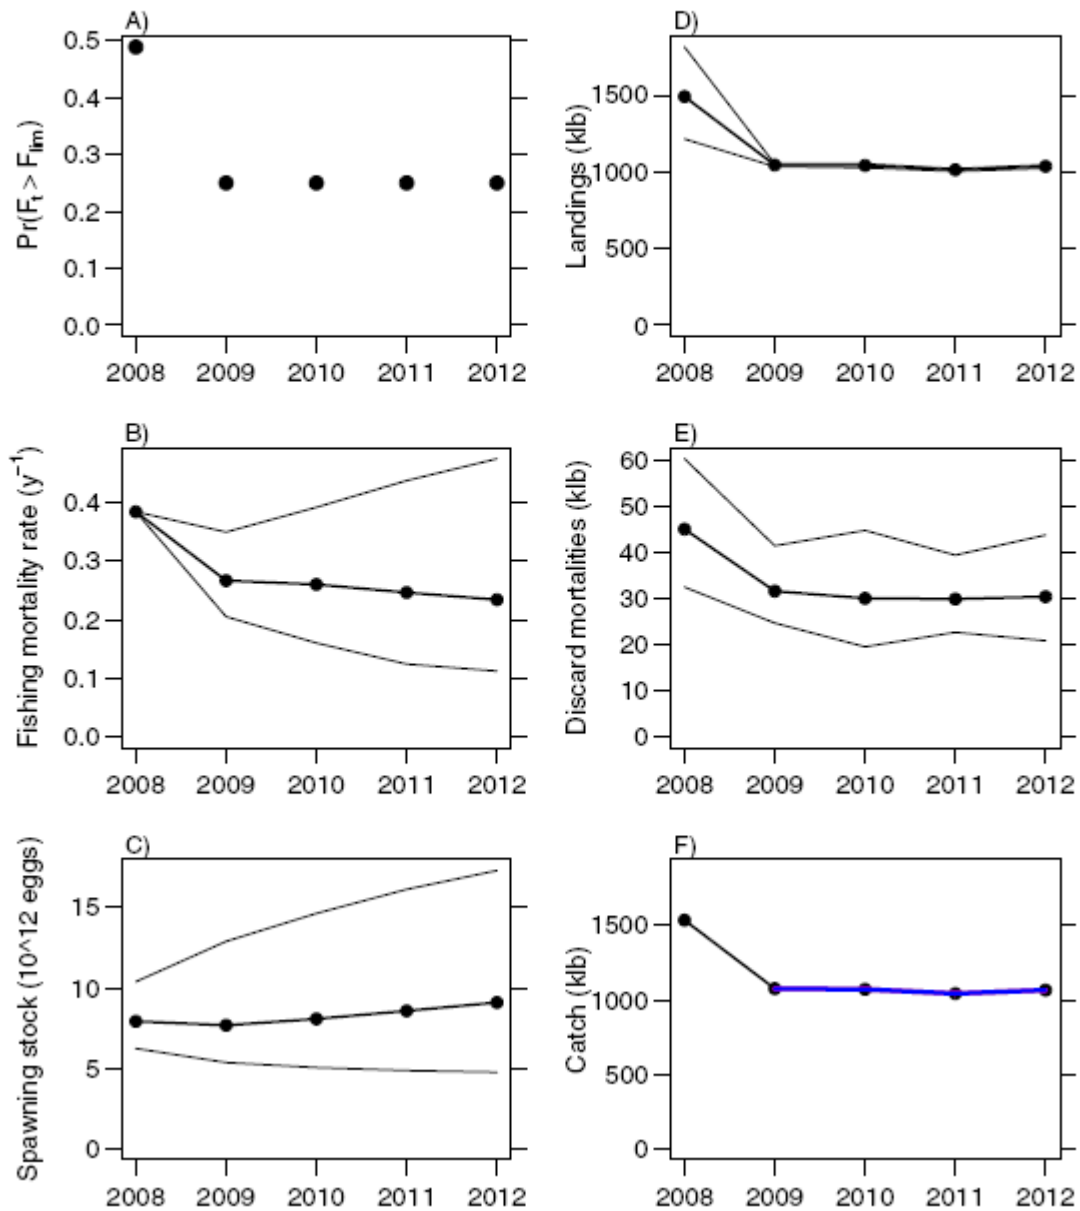 A)
Pr(Ft > Flim)
0.5
0.4
0.3
0.2
0.1
0.0
2008 2009 2010 2011 2012
B)
Fishing mortality rate (y⁻¹)
0.4
0.3
0.2
0.1
0.0
2008 2009 2010 2011 2012
C)
Spawning stock (10^12 eggs)
15
10
5
0
2008 2009 2010 2011 2012
D)
Landings (klb)
1500
1000
500
0
2008 2009 2010 2011 2012
E)
Discard mortalities (klb)
60
50
40
30
20
10
0
2008 2009 2010 2011 2012
F)
Catch (klb)
1500
1000
500
0
2008 2009 2010 2011 2012